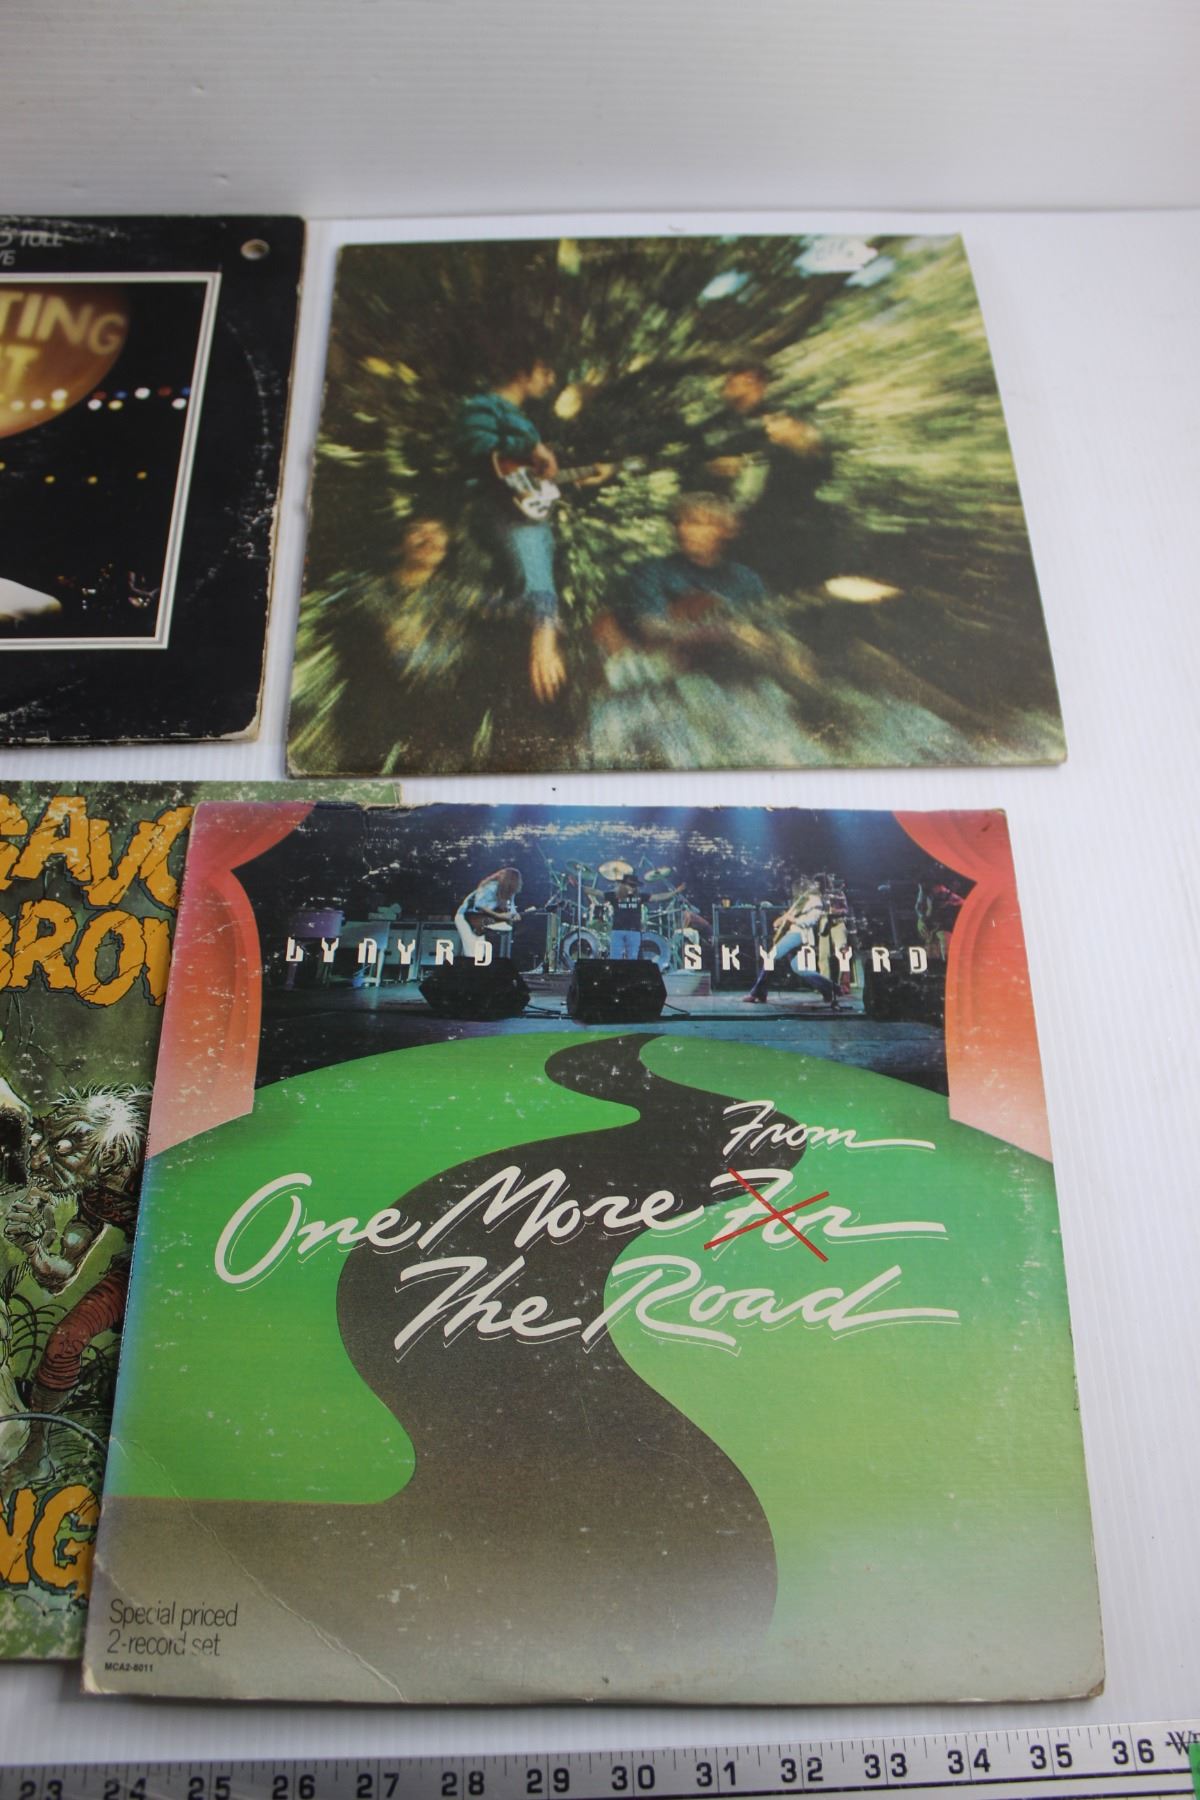 TULL
TING
LYNYRD SKYNYRD
From
One More For
The Road
Special priced
2-record set
MCA2-6011
23 24 25 26 27 28 29 30 31 32 33 34 35 36